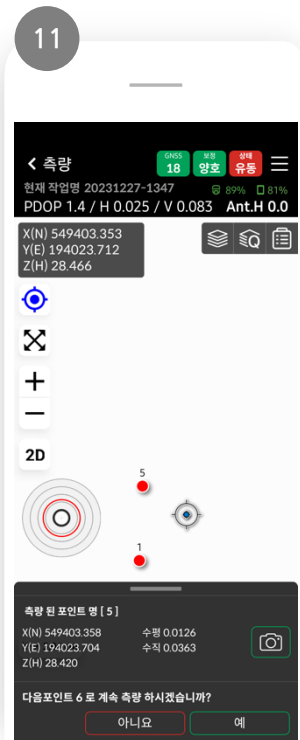 11
측량
GNSS 18 보정 양호 상태 유동
현재 작업명 20231227-1347 89% 81%
PDOP 1.4 / H 0.025 / V 0.083 Ant.H 0.0
X(N) 549403.353
Y(E) 194023.712
Z(H) 28.466
Q
+
−
2D
5
1
측량 된 포인트 명 [ 5 ]
X(N) 549403.358 수평 0.0126
Y(E) 194023.704 수직 0.0363
Z(H) 28.420
다음포인트 6 로 계속 측량 하시겠습니까?
아니요 예